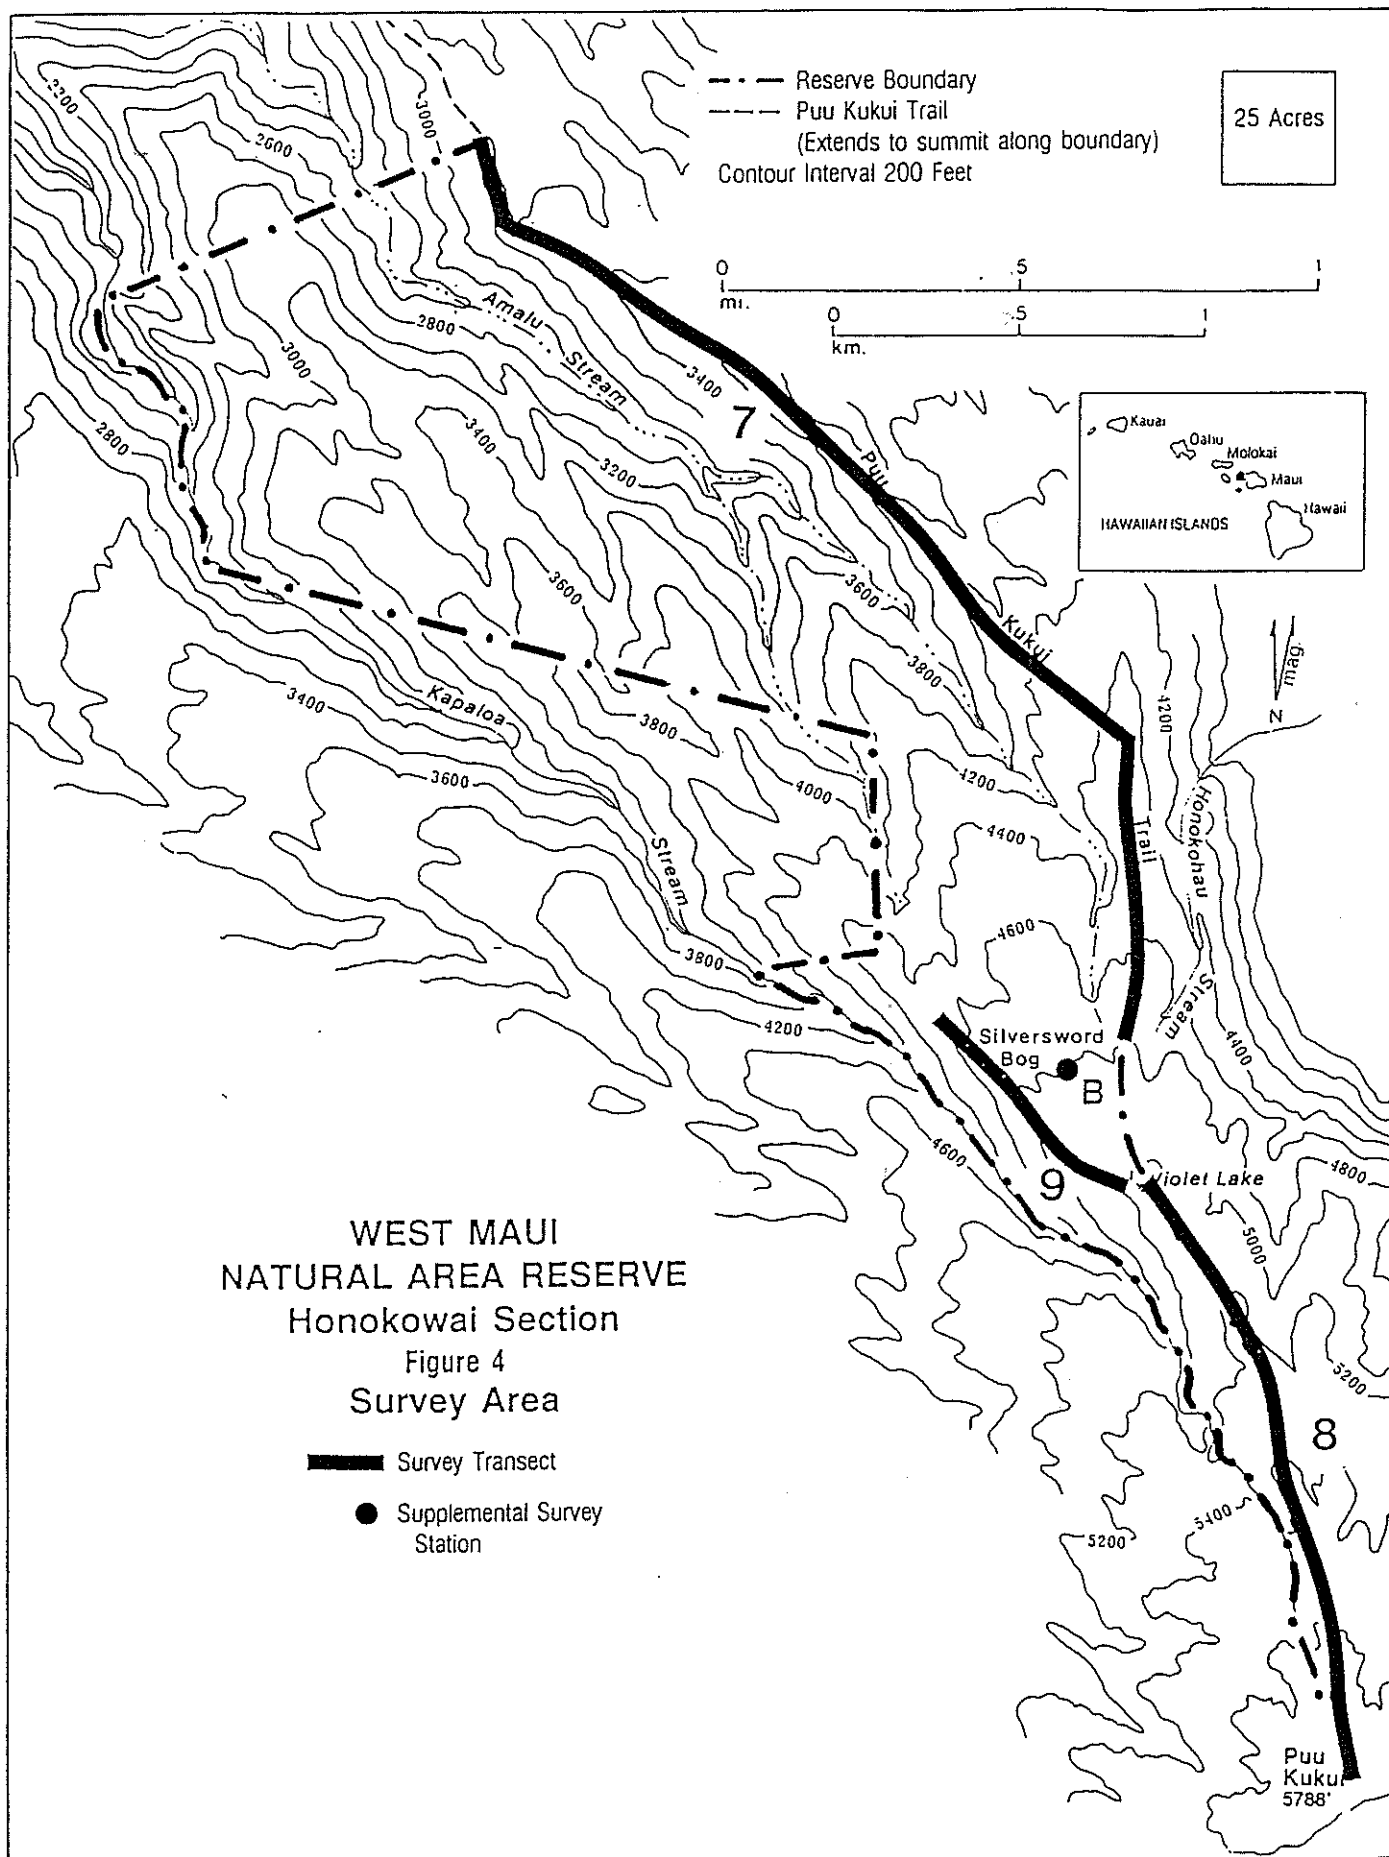 Reserve Boundary
Puu Kukui Trail
(Extends to summit along boundary)
Contour Interval 200 Feet
25 Acres
0 .5 1
mi.
0 .5 1
km.
Kauai
Oahu
Molokai
Maui
Hawaii
HAWAIIAN ISLANDS
mag.
N
2600
3000
Amalu
Stream
2800
3000
3400
7
2800
3400
3200
Puu
3600
3600
Kukui
3800
4200
Kapaloa
3400
3800
3600
4000
4200
Trail
Honokohau
Stream
4400
Stream
4600
3800
4200
Silversword
Bog
B
4400
4600
4800
9
Violet Lake
5000
WEST MAUI
NATURAL AREA RESERVE
Honokowai Section
Figure 4
Survey Area
Survey Transect
Supplemental Survey
Station
5200
8
5400
5200
Puu
Kukui
5788'